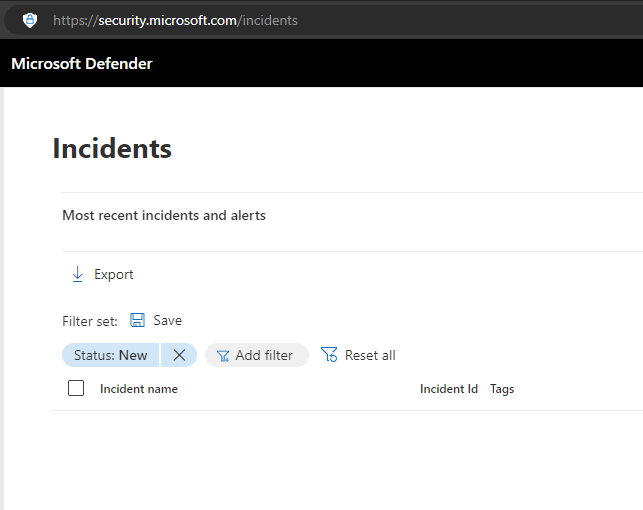 https://security.microsoft.com/incidents
Microsoft Defender
Incidents
Most recent incidents and alerts
Export
Filter set: Save
Status: New Add filter Reset all
Incident name Incident Id Tags